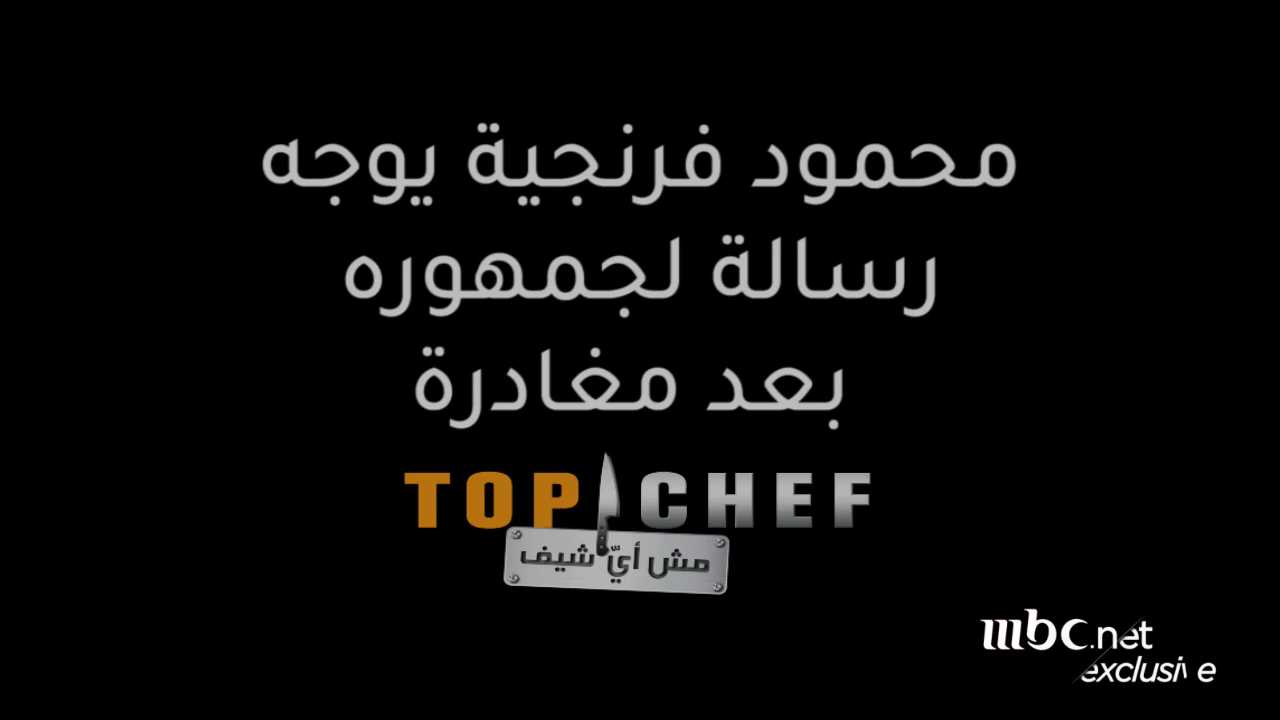 محمود فرنجية يوجه
رسالة لجمهوره
بعد مغادرة
TOP CHEF
مش أيّ شيف
mbc.net
exclusive